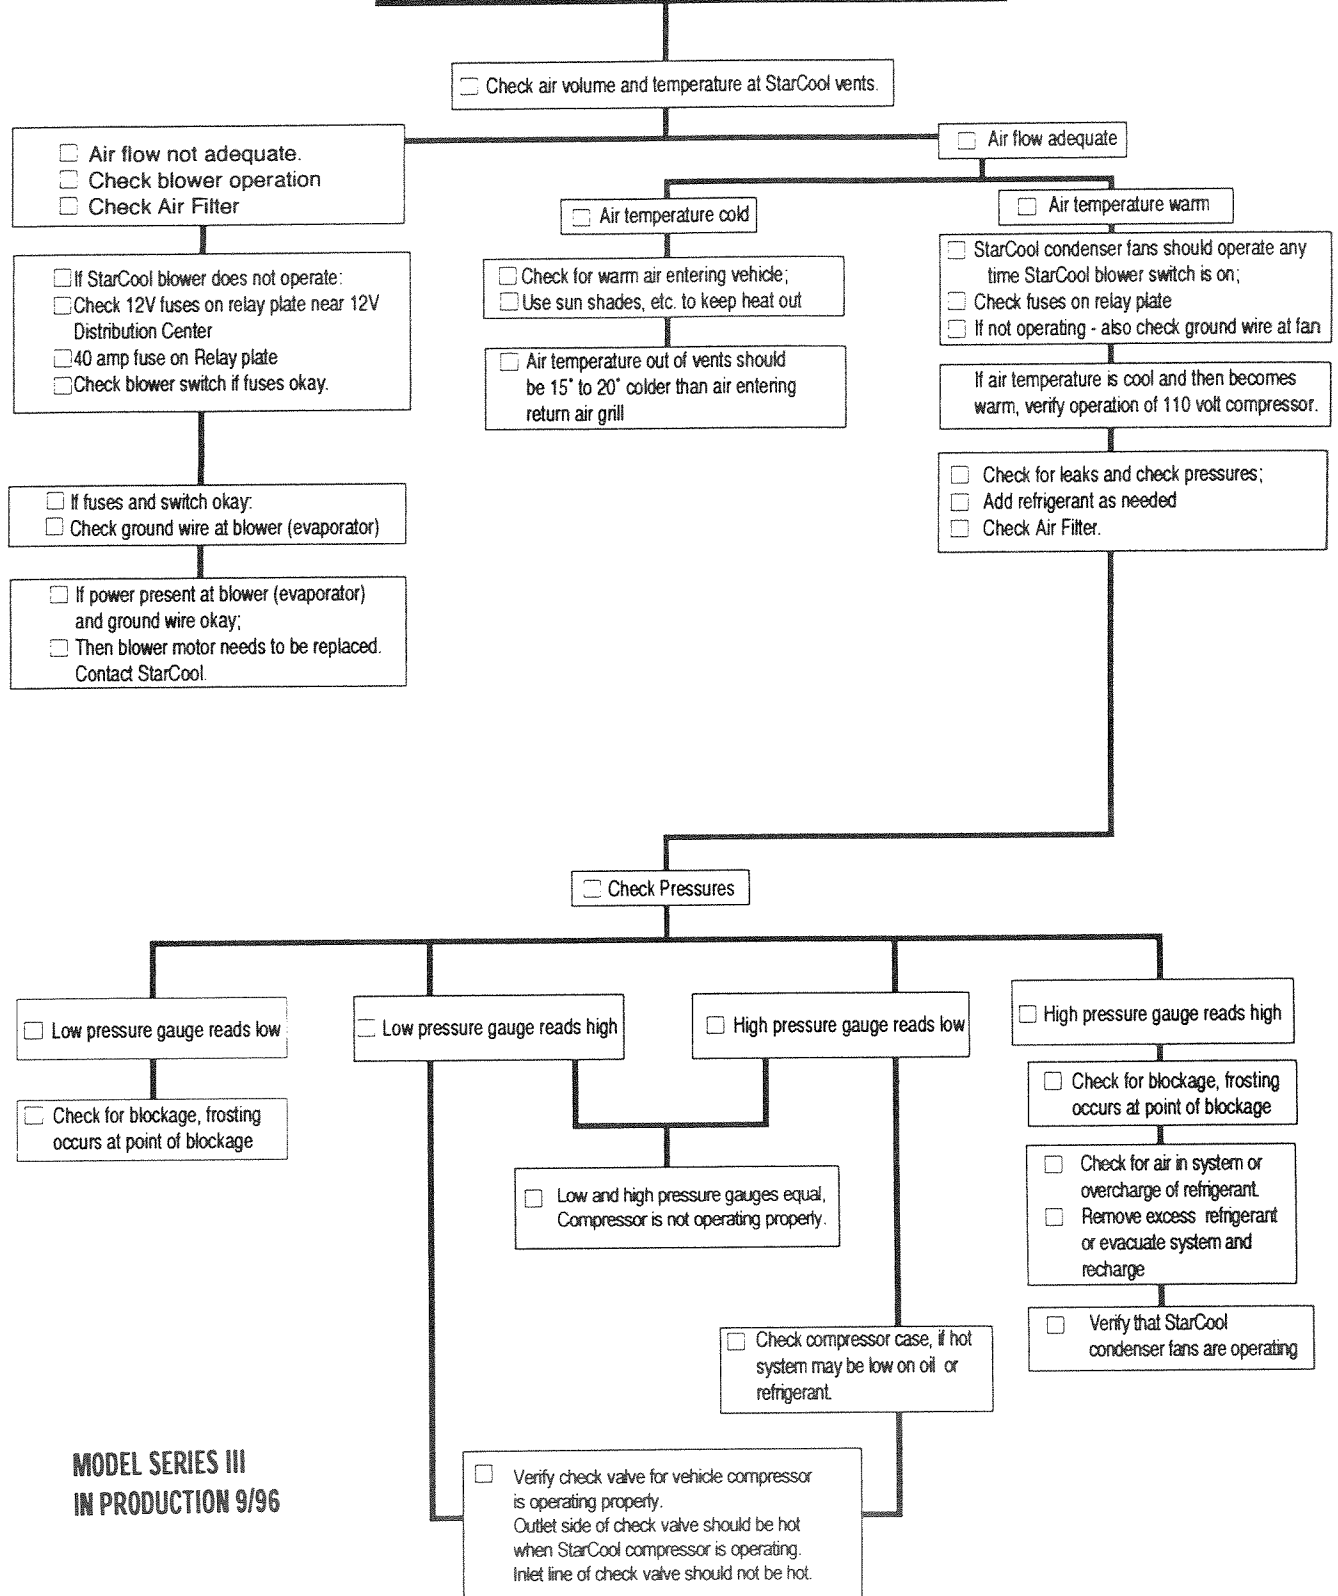 Check air volume and temperature at StarCool vents.
Air flow not adequate.
Check blower operation
Check Air Filter
Air flow adequate
Air temperature cold
Air temperature warm
If StarCool blower does not operate:
Check 12V fuses on relay plate near 12V
Distribution Center
40 amp fuse on Relay plate
Check blower switch if fuses okay.
If fuses and switch okay:
Check ground wire at blower (evaporator)
If power present at blower (evaporator)
and ground wire okay;
Then blower motor needs to be replaced.
Contact StarCool.
Check for warm air entering vehicle;
Use sun shades, etc. to keep heat out
Air temperature out of vents should
be 15° to 20° colder than air entering
return air grill
StarCool condenser fans should operate any
time StarCool blower switch is on;
Check fuses on relay plate
If not operating - also check ground wire at fan
If air temperature is cool and then becomes
warm, verify operation of 110 volt compressor.
Check for leaks and check pressures;
Add refrigerant as needed
Check Air Filter.
Check Pressures
Low pressure gauge reads low
Check for blockage, frosting
occurs at point of blockage
Low pressure gauge reads high
High pressure gauge reads low
Low and high pressure gauges equal,
Compressor is not operating properly.
Check compressor case, if hot
system may be low on oil or
refrigerant.
Verify check valve for vehicle compressor
is operating properly.
Outlet side of check valve should be hot
when StarCool compressor is operating.
Inlet line of check valve should not be hot.
High pressure gauge reads high
Check for blockage, frosting
occurs at point of blockage
Check for air in system or
overcharge of refrigerant.
Remove excess refrigerant
or evacuate system and
recharge
Verify that StarCool
condenser fans are operating
MODEL SERIES III
IN PRODUCTION 9/96